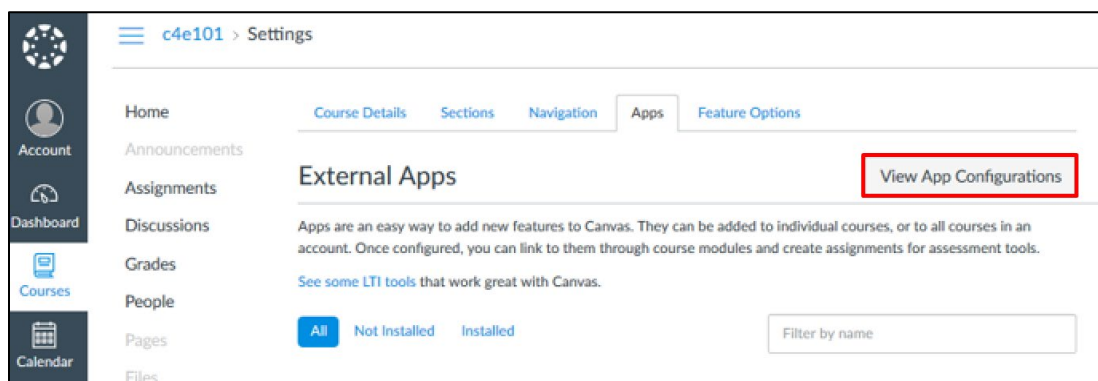 c4e101 > Settings
Account
Dashboard
Courses
Calendar
Home
Announcements
Assignments
Discussions
Grades
People
Pages
Files
Course Details Sections Navigation Apps Feature Options
External Apps
View App Configurations
Apps are an easy way to add new features to Canvas. They can be added to individual courses, or to all courses in an
account. Once configured, you can link to them through course modules and create assignments for assessment tools.
See some LTI tools that work great with Canvas.
All Not Installed Installed
Filter by name